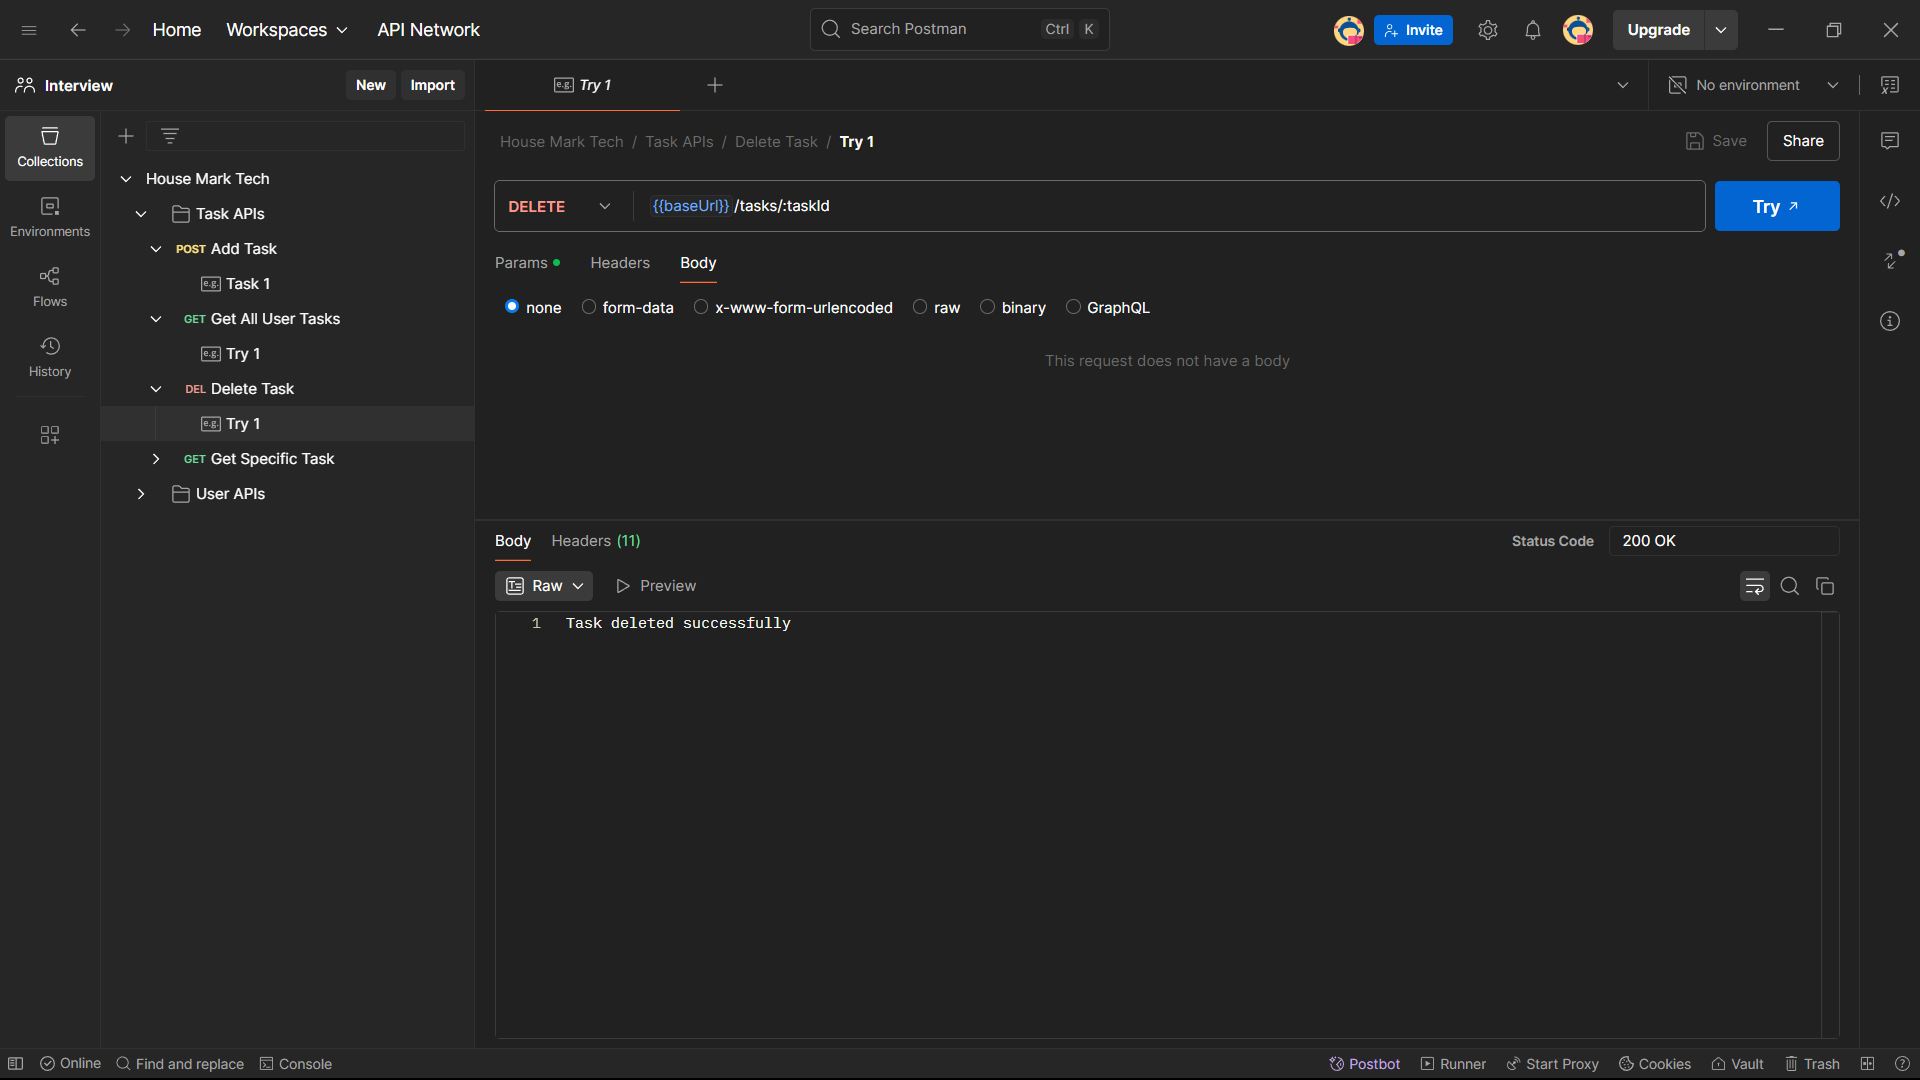 Home Workspaces API Network Search Postman Ctrl K Invite Upgrade
Interview New Import
e.g. Try 1 No environment
Collections
Environments
Flows
History
House Mark Tech
Task APIs
POST Add Task
e.g. Task 1
GET Get All User Tasks
e.g. Try 1
DEL Delete Task
e.g. Try 1
GET Get Specific Task
User APIs
House Mark Tech / Task APIs / Delete Task / Try 1 Save Share
DELETE {{baseUrl}} /tasks/:taskId Try
Params Headers Body
none form-data x-www-form-urlencoded raw binary GraphQL
This request does not have a body
Body Headers (11) Status Code 200 OK
Raw Preview
1 Task deleted successfully
Online Find and replace Console Postbot Runner Start Proxy Cookies Vault Trash